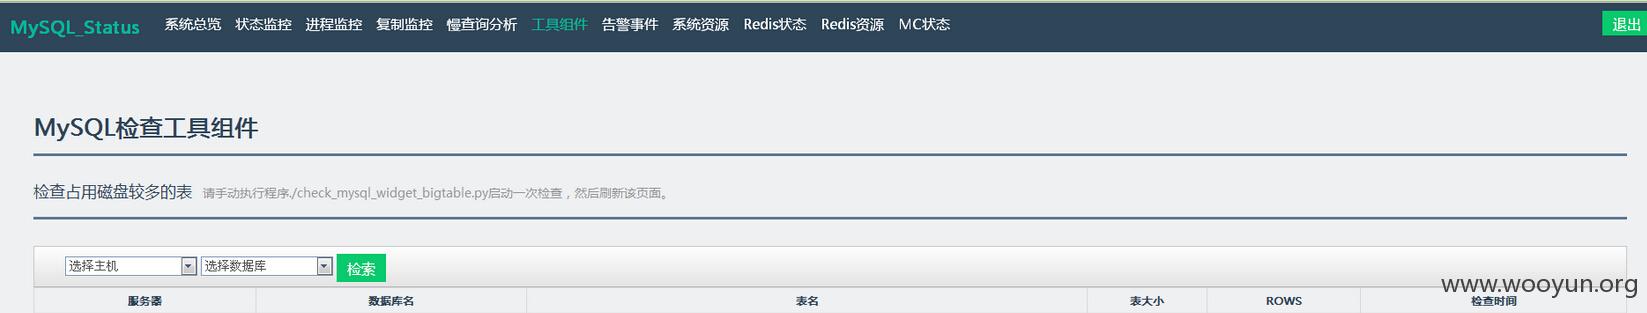 MySQL_Status 系统总览 状态监控 进程监控 复制监控 慢查询分析 工具组件 告警事件 系统资源 Redis状态 Redis资源 MC状态 退出
MySQL检查工具组件
检查占用磁盘较多的表 请手动执行程序./check_mysql_widget_bigtable.py启动一次检查，然后刷新该页面。
选择主机 选择数据库 检索
www.wooyun.org
服务器 数据库名 表名 表大小 ROWS 检查时间